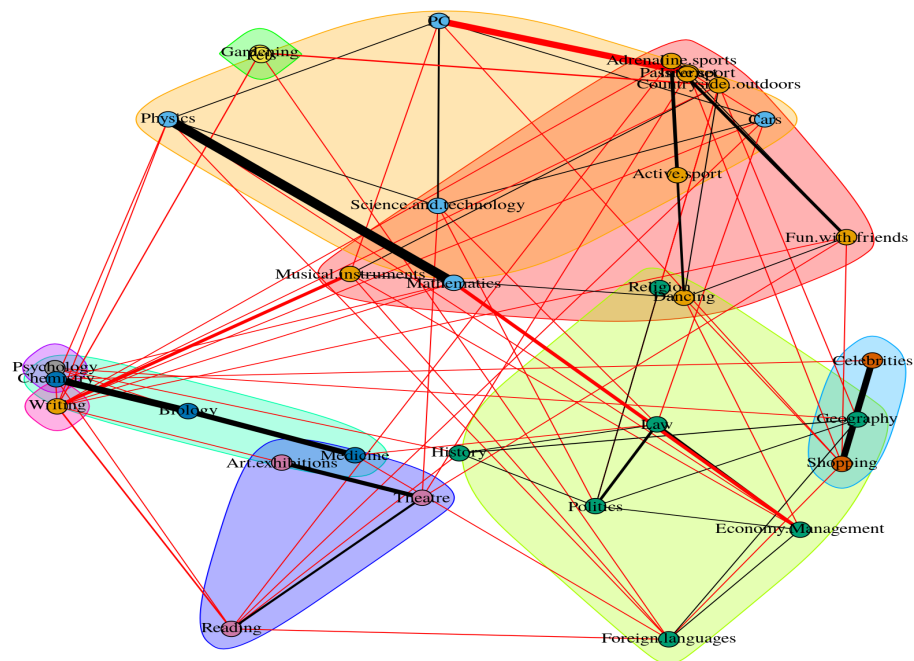 PC
Gardening
Adrenaline.sports
Countryside..outdoors
Physics
Cars
Active.sport
Science.and.technology
Fun.with.friends
Musical.instruments
Mathematics
Religion
Dancing
Celebrities
Psychology
Chemistry
Writing
Biology
Geography
Law
History
Medicine
Art.exhibitions
Shopping
Theatre
Politics
Economy.Management
Reading
Foreign.languages